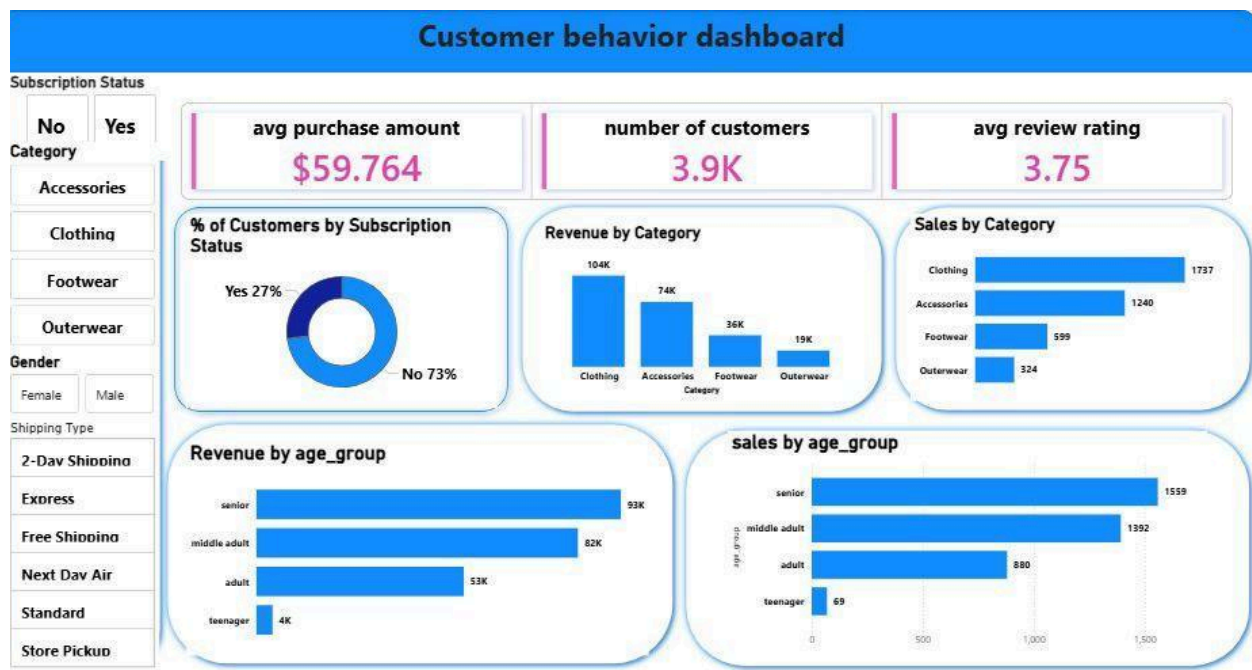 Customer behavior dashboard
Subscription Status
No Yes
Category
Accessories
Clothing
Footwear
Outerwear
Gender
Female Male
Shipping Type
2-Day Shipping
Express
Free Shipping
Next Day Air
Standard
Store Pickup
avg purchase amount
$59.764
number of customers
3.9K
avg review rating
3.75
% of Customers by Subscription
Status
Yes 27%
No 73%
Revenue by Category
104K
74K
36K
19K
Clothing Accessories Footwear Outerwear
Category
Sales by Category
Clothing 1737
Accessories 1240
Footwear 599
Outerwear 324
Revenue by age_group
senior 93K
middle adult 82K
adult 53K
teenager 4K
sales by age_group
age_group
senior 1559
middle adult 1392
adult 880
teenager 69
0 500 1,000 1,500